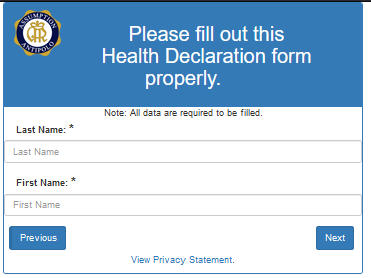 ASSUMPTION
ANTIPOLO
Please fill out this
Health Declaration form
properly.
Note: All data are required to be filled.
Last Name: *
Last Name
First Name: *
First Name
Previous
Next
View Privacy Statement.